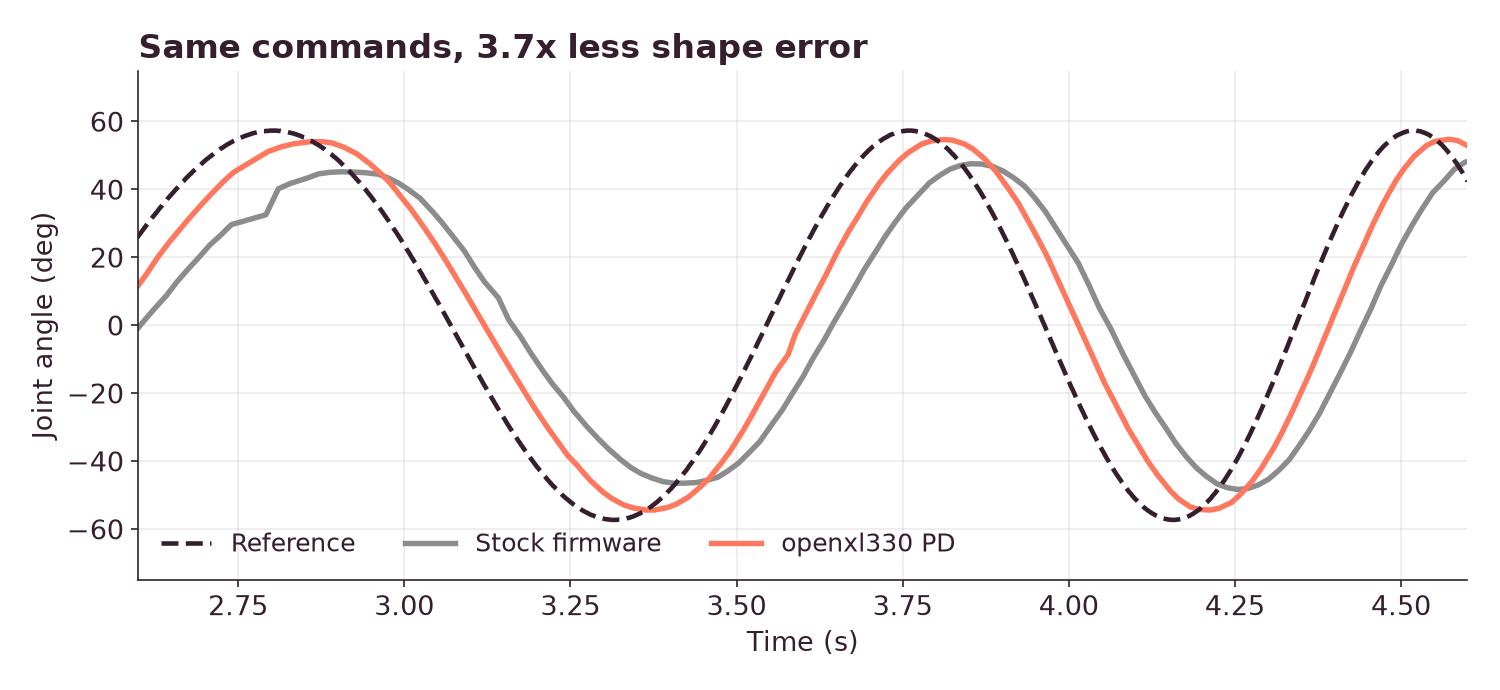 Same commands, 3.7x less shape error
Joint angle (deg)
60
40
20
0
−20
−40
−60
Reference
Stock firmware
openxl330 PD
2.75
3.00
3.25
3.50
3.75
4.00
4.25
4.50
Time (s)